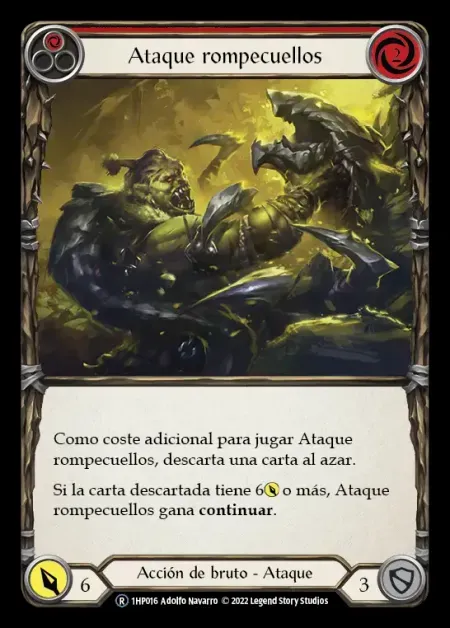 Ataque rompecuellos
2
Como coste adicional para jugar Ataque
rompecuellos, descarta una carta al azar.
Si la carta descartada tiene 6 o más, Ataque
rompecuellos gana continuar.
6
Acción de bruto - Ataque
3
R 1HP016 Adolfo Navarro © 2022 Legend Story Studios